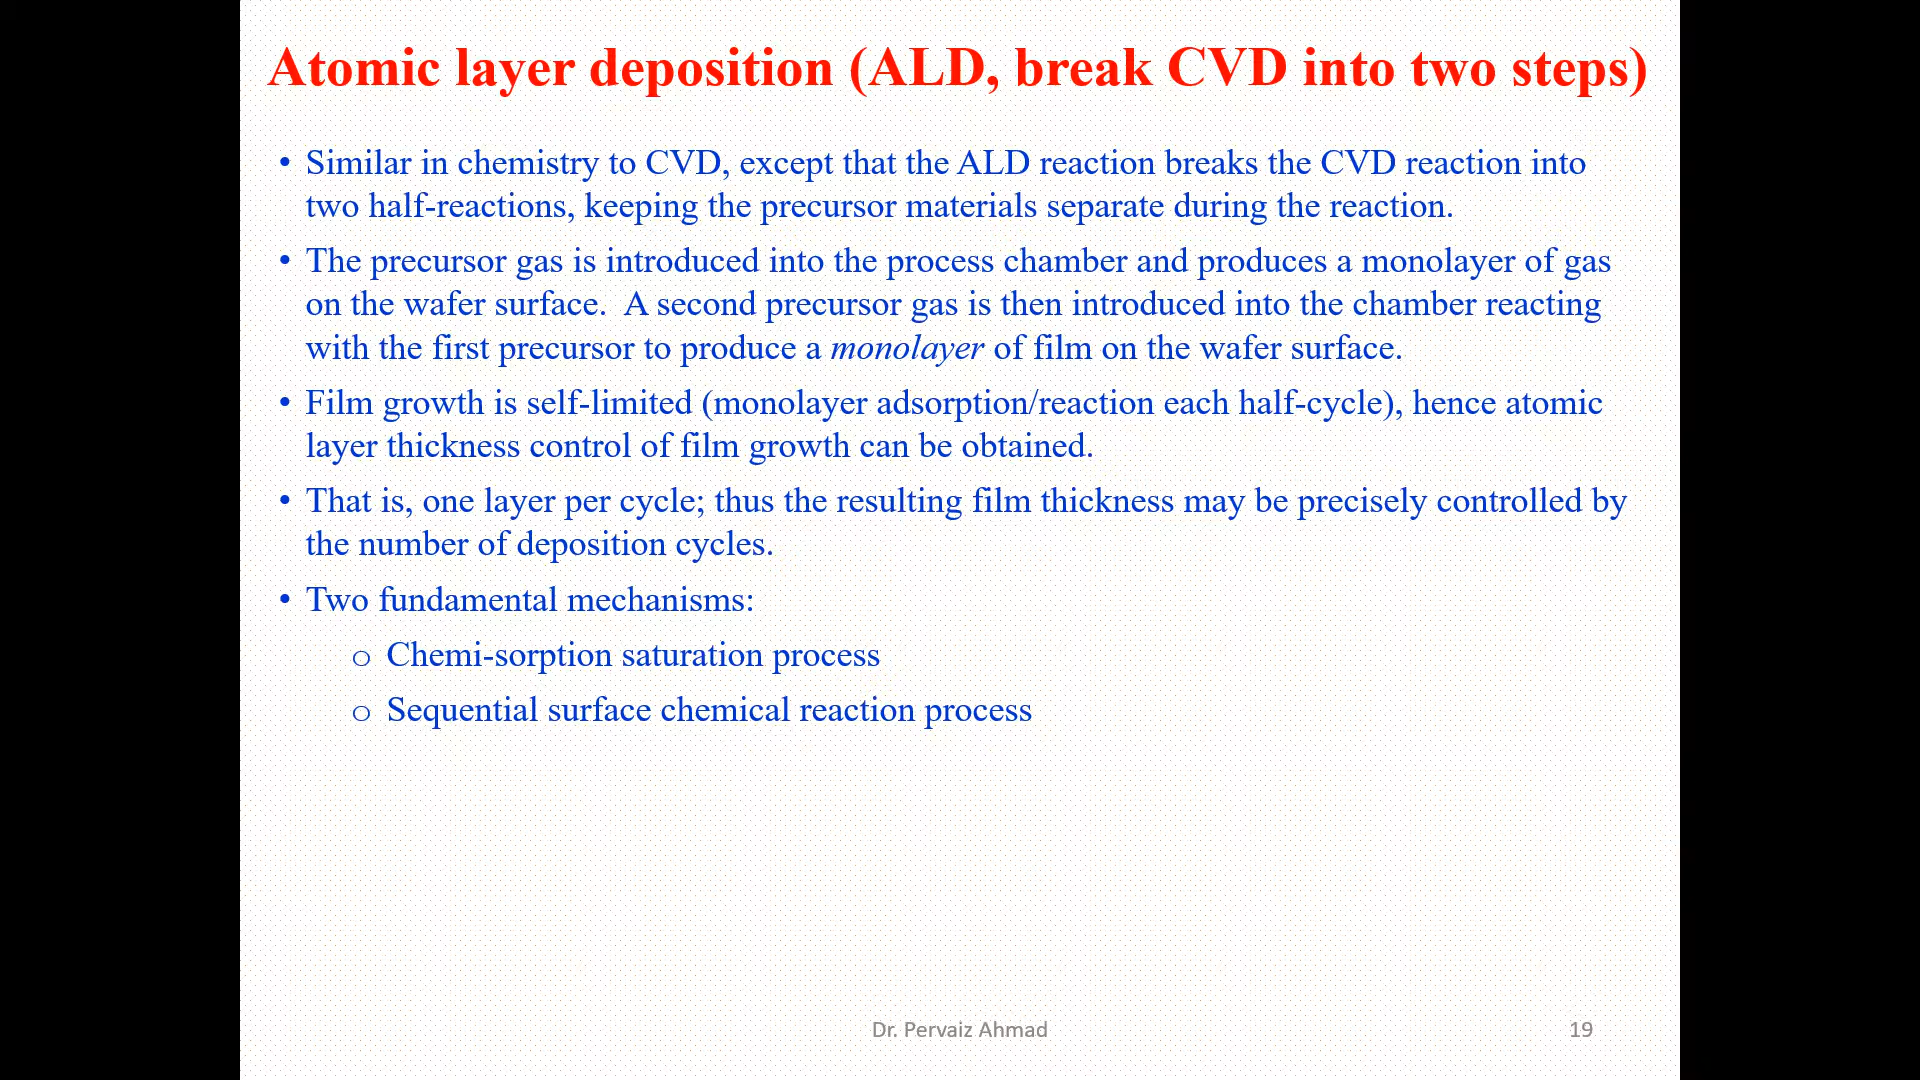 Atomic layer deposition (ALD, break CVD into two steps)
• Similar in chemistry to CVD, except that the ALD reaction breaks the CVD reaction into
two half-reactions, keeping the precursor materials separate during the reaction.
• The precursor gas is introduced into the process chamber and produces a monolayer of gas
on the wafer surface.  A second precursor gas is then introduced into the chamber reacting
with the first precursor to produce a monolayer of film on the wafer surface.
• Film growth is self-limited (monolayer adsorption/reaction each half-cycle), hence atomic
layer thickness control of film growth can be obtained.
• That is, one layer per cycle; thus the resulting film thickness may be precisely controlled by
the number of deposition cycles.
• Two fundamental mechanisms:
o Chemi-sorption saturation process
o Sequential surface chemical reaction process
Dr. Pervaiz Ahmad
19